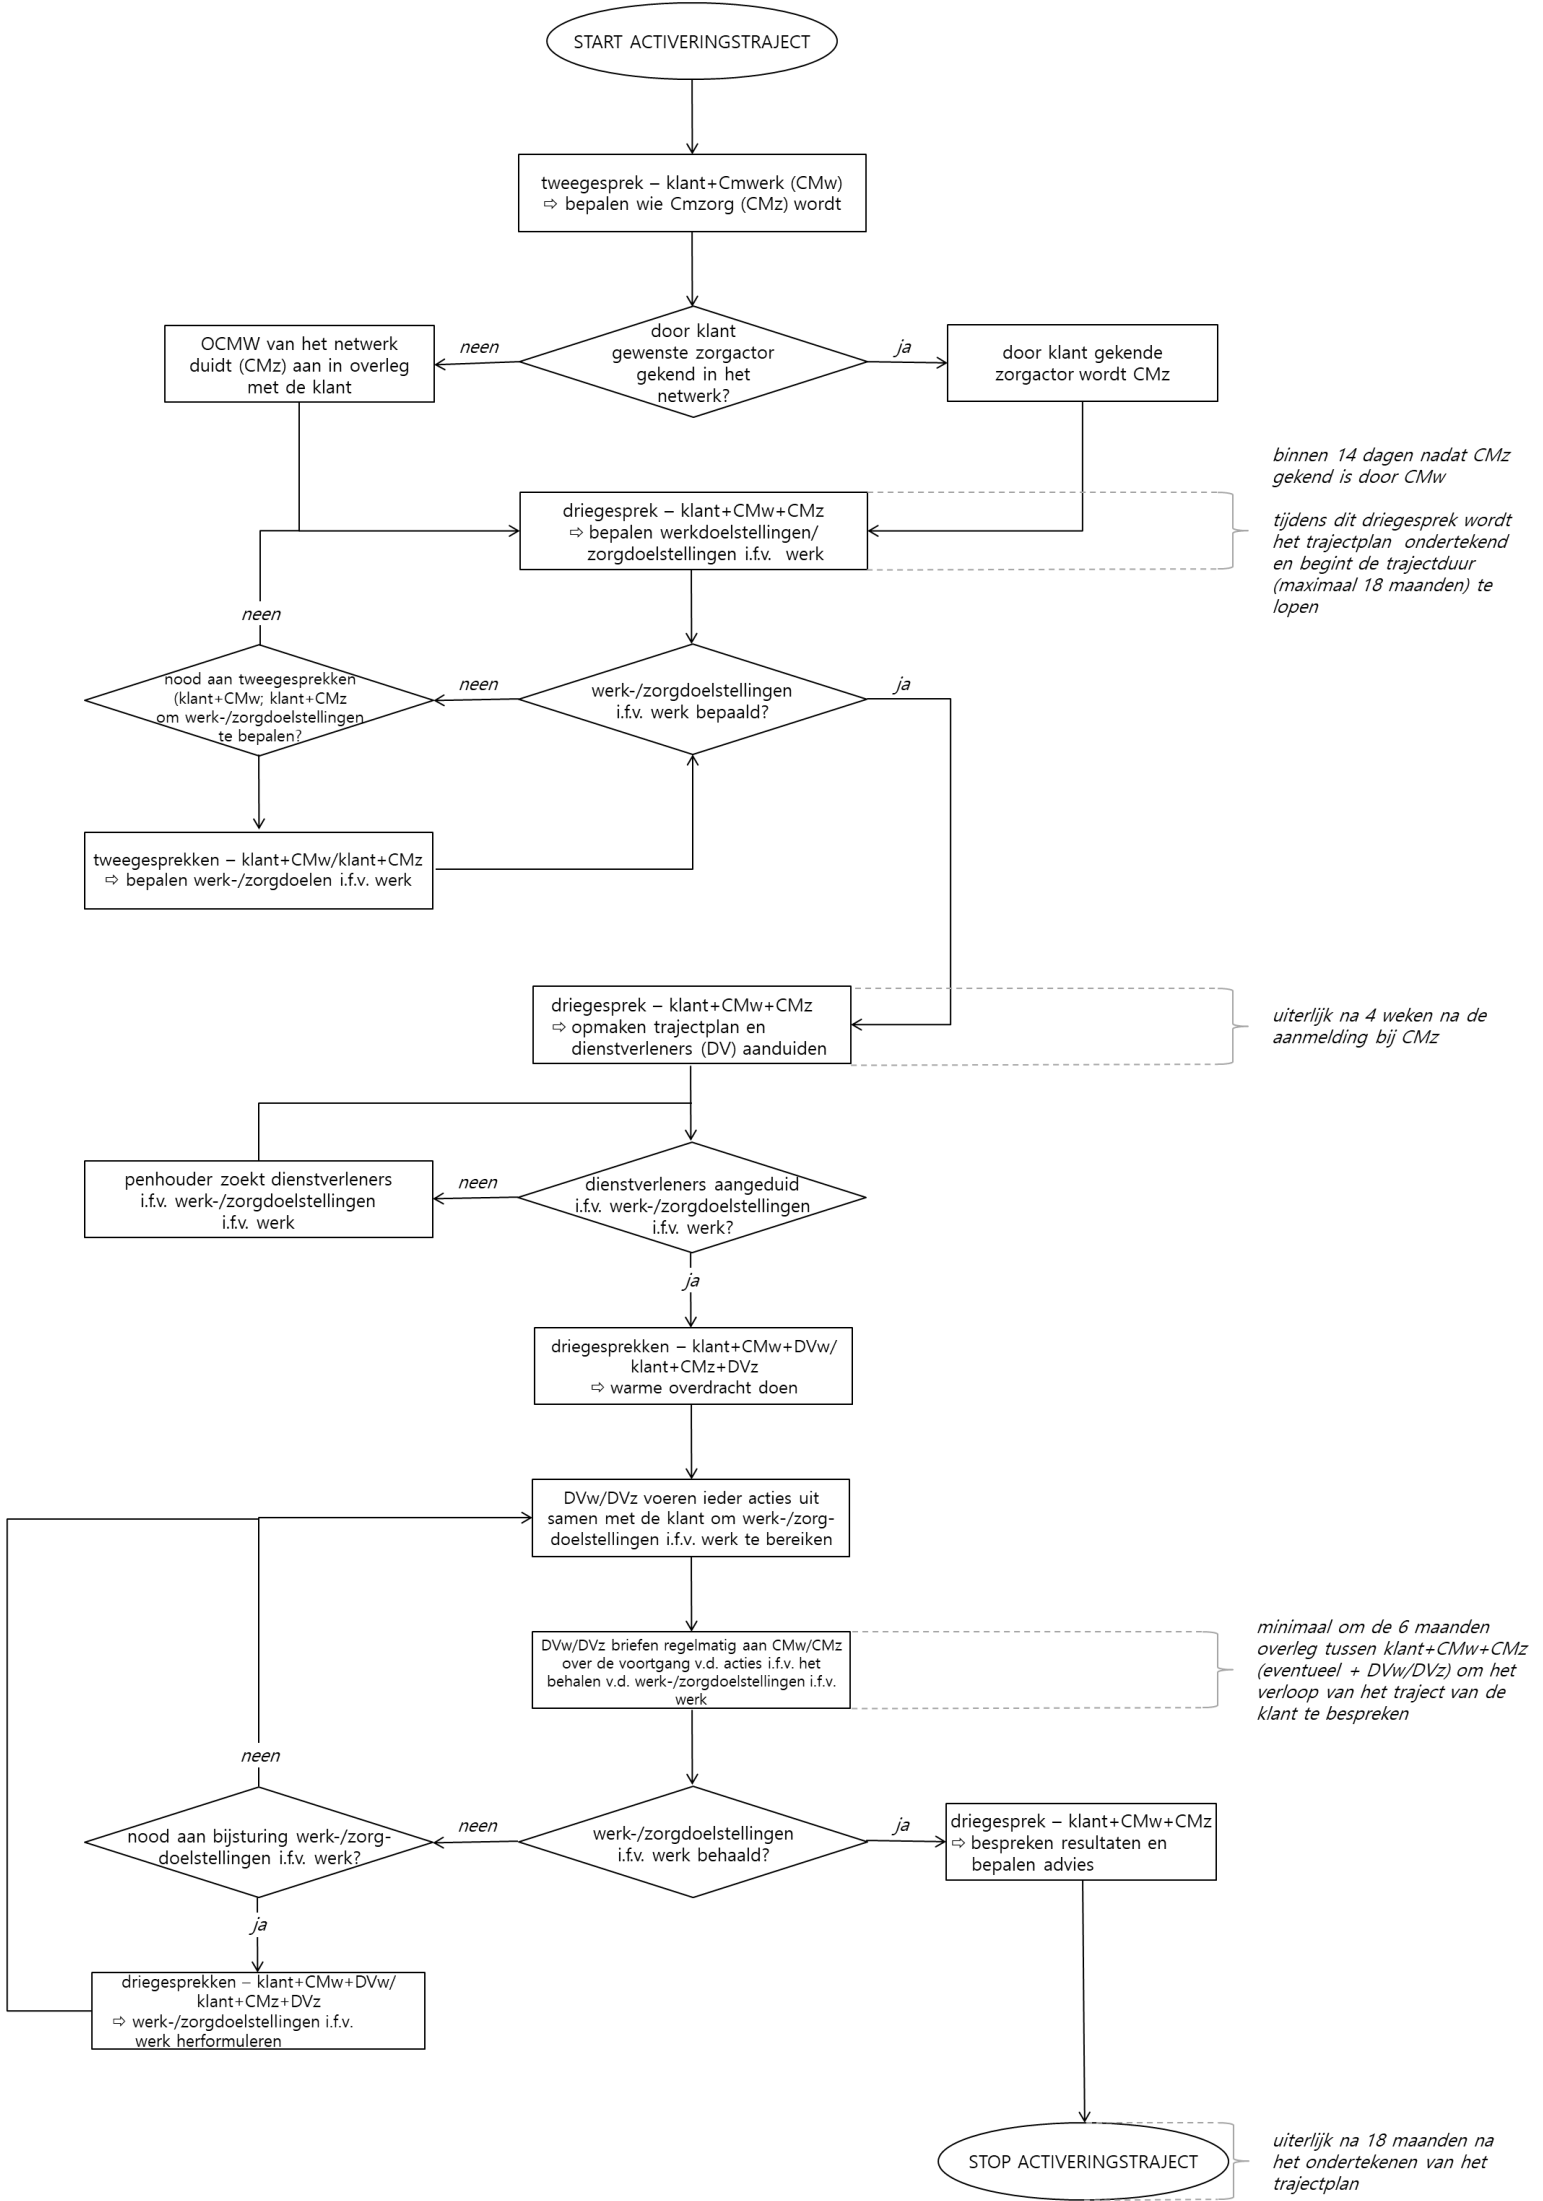 START ACTIVERINGSTRAJECT
tweegesprek – klant+Cmwerk (CMw)
⇨ bepalen wie Cmzorg (CMz) wordt
OCMW van het netwerk
duidt (CMz) aan in overleg
met de klant
neen
door klant
gewenste zorgactor
gekend in het
netwerk?
ja
door klant gekende
zorgactor wordt CMz
binnen 14 dagen nadat CMz
gekend is door CMw
tijdens dit driegesprek wordt
het trajectplan ondertekend
en begint de trajectduur
(maximaal 18 maanden) te
lopen
driegesprek – klant+CMw+CMz
⇨ bepalen werkdoelstellingen/
zorgdoelstellingen i.f.v. werk
neen
nood aan tweegesprekken
(klant+CMw; klant+CMz
om werk-/zorgdoelstellingen
te bepalen?
neen
werk-/zorgdoelstellingen
i.f.v. werk bepaald?
ja
tweegesprekken – klant+CMw/klant+CMz
⇨ bepalen werk-/zorgdoelen i.f.v. werk
driegesprek – klant+CMw+CMz
⇨ opmaken trajectplan en
dienstverleners (DV) aanduiden
uiterlijk na 4 weken na de
aanmelding bij CMz
penhouder zoekt dienstverleners
i.f.v. werk-/zorgdoelstellingen
i.f.v. werk
neen
dienstverleners aangeduid
i.f.v. werk-/zorgdoelstellingen
i.f.v. werk?
ja
driegesprekken – klant+CMw+DVw/
klant+CMz+DVz
⇨ warme overdracht doen
DVw/DVz voeren ieder acties uit
samen met de klant om werk-/zorg-
doelstellingen i.f.v. werk te bereiken
DVw/DVz briefen regelmatig aan CMw/CMz
over de voortgang v.d. acties i.f.v. het
behalen v.d. werk-/zorgdoelstellingen i.f.v.
werk
minimaal om de 6 maanden
overleg tussen klant+CMw+CMz
(eventueel + DVw/DVz) om het
verloop van het traject van de
klant te bespreken
neen
nood aan bijsturing werk-/zorg-
doelstellingen i.f.v. werk?
neen
werk-/zorgdoelstellingen
i.f.v. werk behaald?
ja
driegesprek – klant+CMw+CMz
⇨ bespreken resultaten en
bepalen advies
ja
driegesprekken – klant+CMw+DVw/
klant+CMz+DVz
⇨ werk-/zorgdoelstellingen i.f.v.
werk herformuleren
STOP ACTIVERINGSTRAJECT
uiterlijk na 18 maanden na
het ondertekenen van het
trajectplan